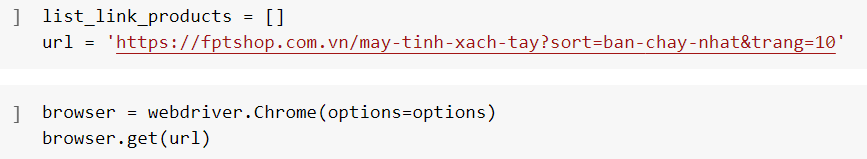 ] list_link_products = []
url = 'https://fptshop.com.vn/may-tinh-xach-tay?sort=ban-chay-nhat&trang=10'
] browser = webdriver.Chrome(options=options)
browser.get(url)